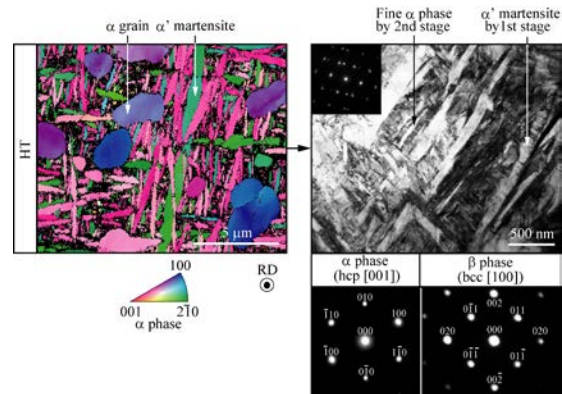 α grain α' martensite
HT
5 μm
100
001 2̄1̄0
α phase
RD
Fine α phase
by 2nd stage
α' martensite
by1st stage
500 nm
α phase
(hcp [001])
010
1̄10
100
000
1̄00
11̄0
01̄0
β phase
(bcc [100])
002
01̄1
011
020
000
020
01̄1̄
011̄
002̄